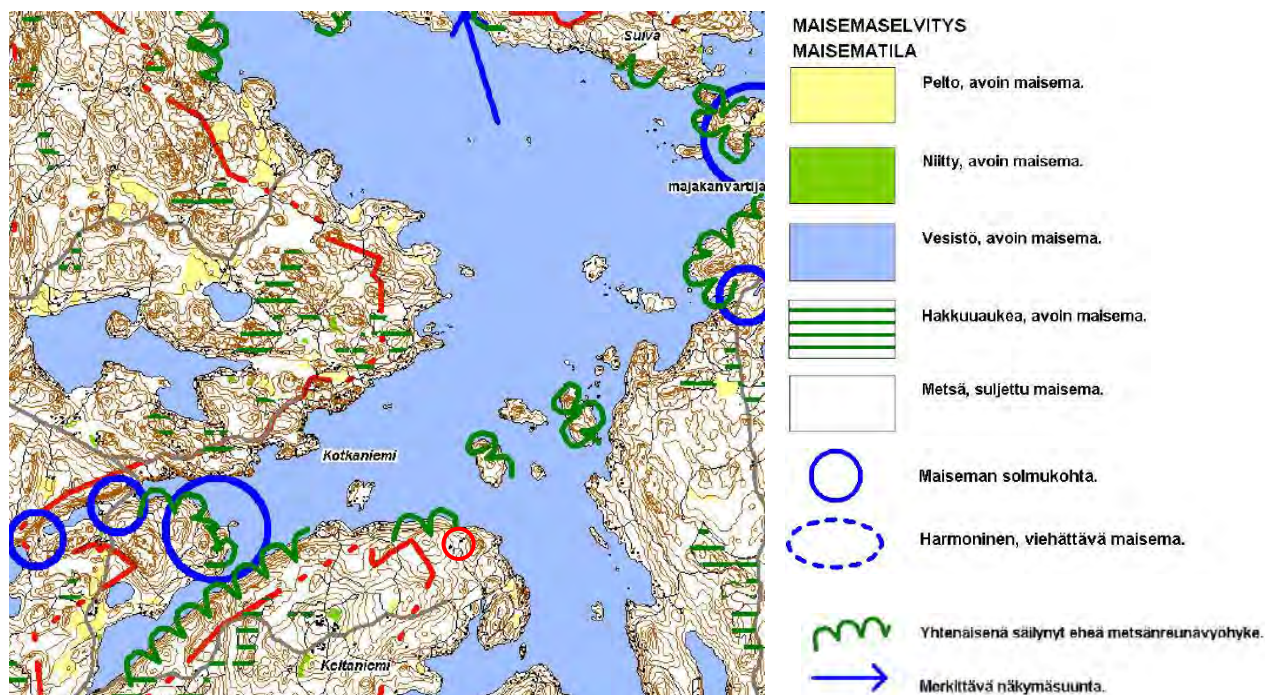 Suiva
majakanvartija
Kotkaniemi
Keltaniemi
MAISEMASELVITYS
MAISEMATILA
Pelto, avoin maisema.
Niitty, avoin maisema.
Vesistö, avoin maisema.
Hakkuuaukea, avoin maisema.
Metsä, suljettu maisema.
Maiseman solmukohta.
Harmoninen, viehättävä maisema.
Yhtenäisenä säilynyt eheä metsänreunavyöhyke.
Merkittävä näkymäsuunta.